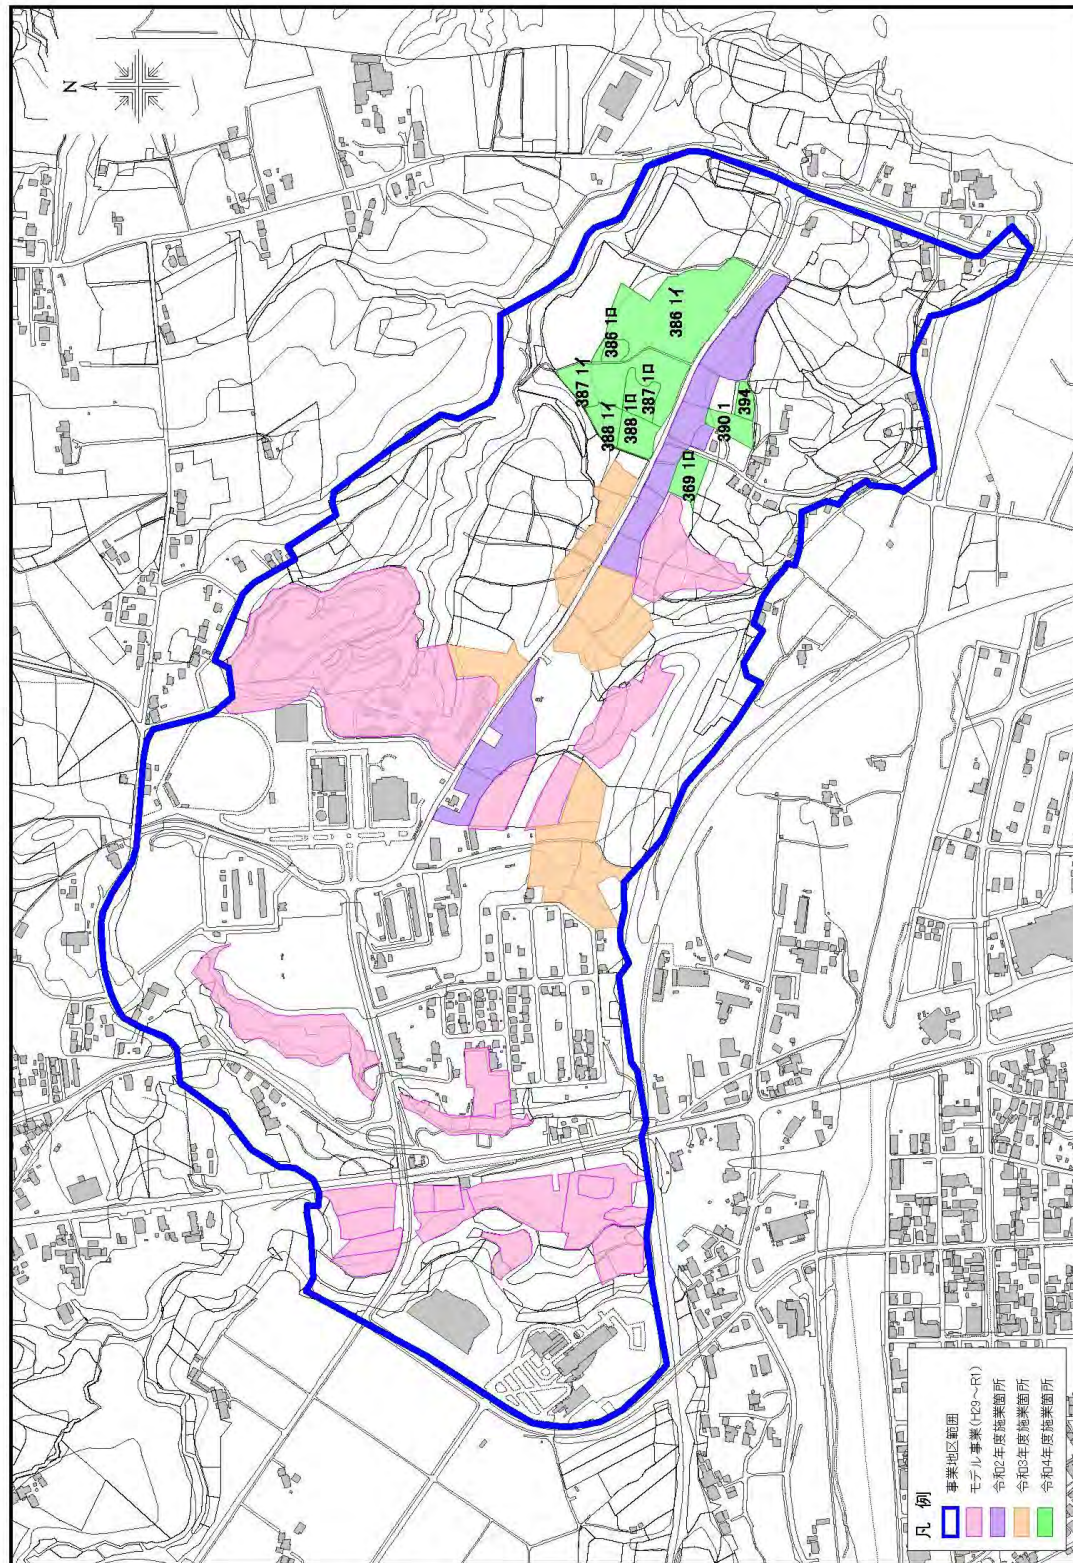 N
386 1イ
386 1ロ
387 1イ
387 1ロ
388 1イ
388 1ロ
390 1
394
369 1ロ
凡 例
事業地区範囲
モデル事業(H29～R1)
令和2年度施業箇所
令和3年度施業箇所
令和4年度施業箇所